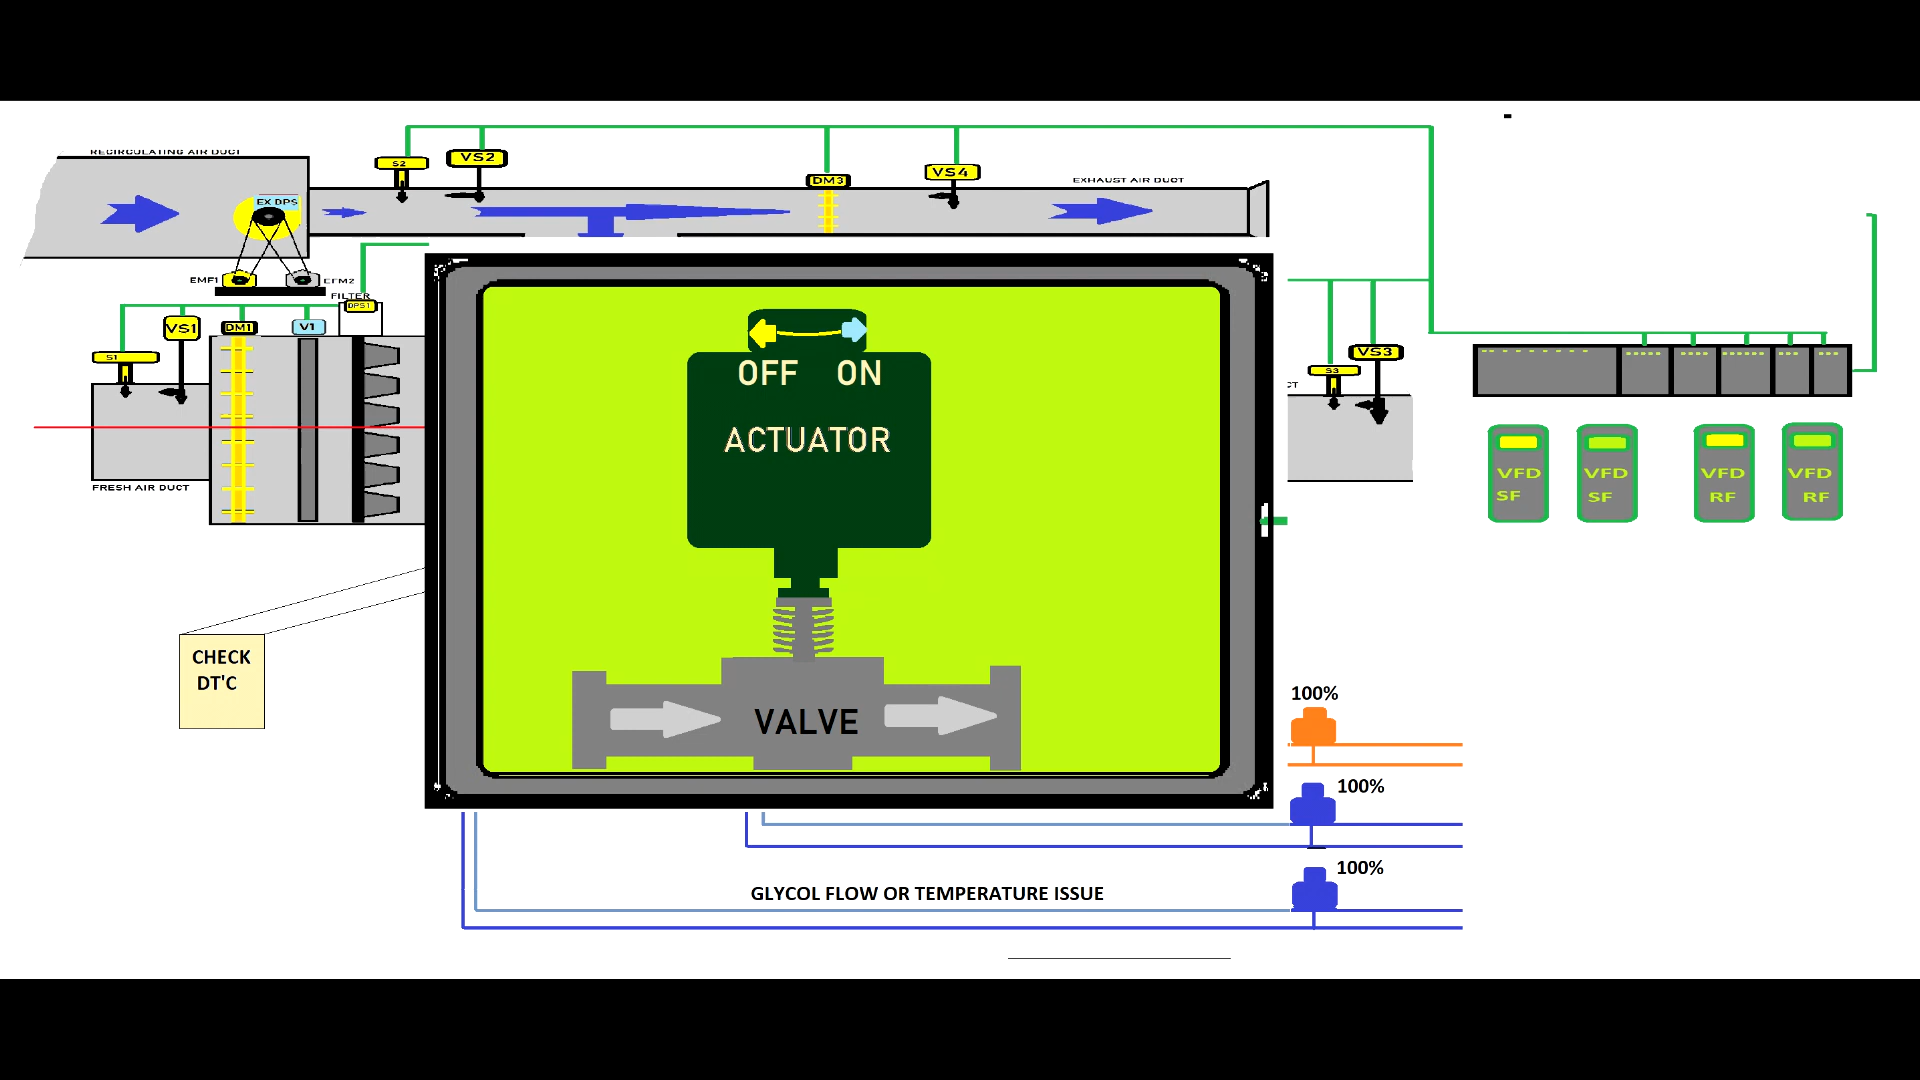 RECIRCULATING AIR DUCT
S2
VS2
DM3
VS4
EXHAUST AIR DUCT
EX DPS
EMF1
EFM2
FILTER
DPS1
VS1
DM1
V1
S1
FRESH AIR DUCT
OFF ON
ACTUATOR
VALVE
VS3
S3
CT
VFD
SF
VFD
SF
VFD
RF
VFD
RF
CHECK
DT'C
100%
100%
100%
GLYCOL FLOW OR TEMPERATURE ISSUE